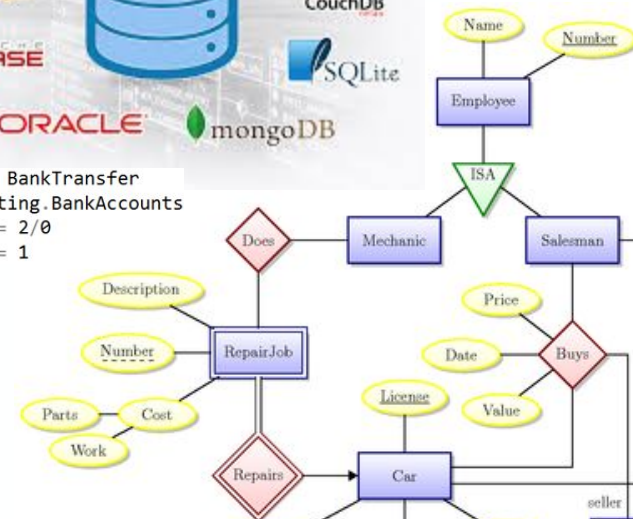 CouchDB
SQLite
ORACLE
mongoDB
BankTransfer
ting.BankAccounts
= 2/0
= 1
Name
Number
Employee
ISA
Does
Mechanic
Salesman
Description
Price
Number
RepairJob
Date
Buys
Parts
Cost
License
Value
Work
Repairs
Car
seller